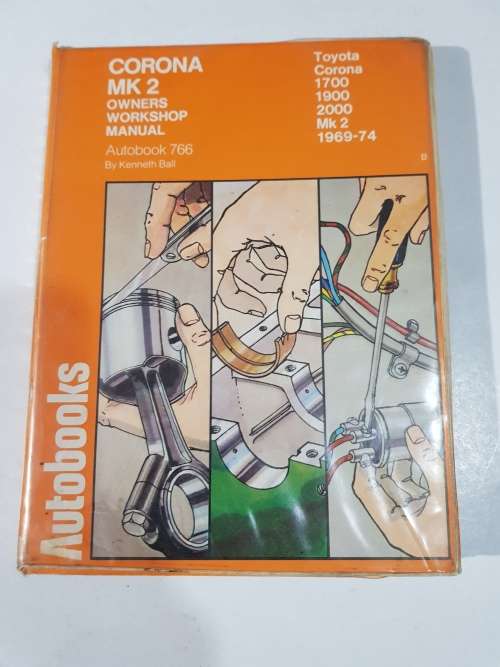 CORONA
MK 2
OWNERS
WORKSHOP
MANUAL
Autobook 766
By Kenneth Ball
Toyota
Corona
1700
1900
2000
Mk 2
1969-74
Autobooks